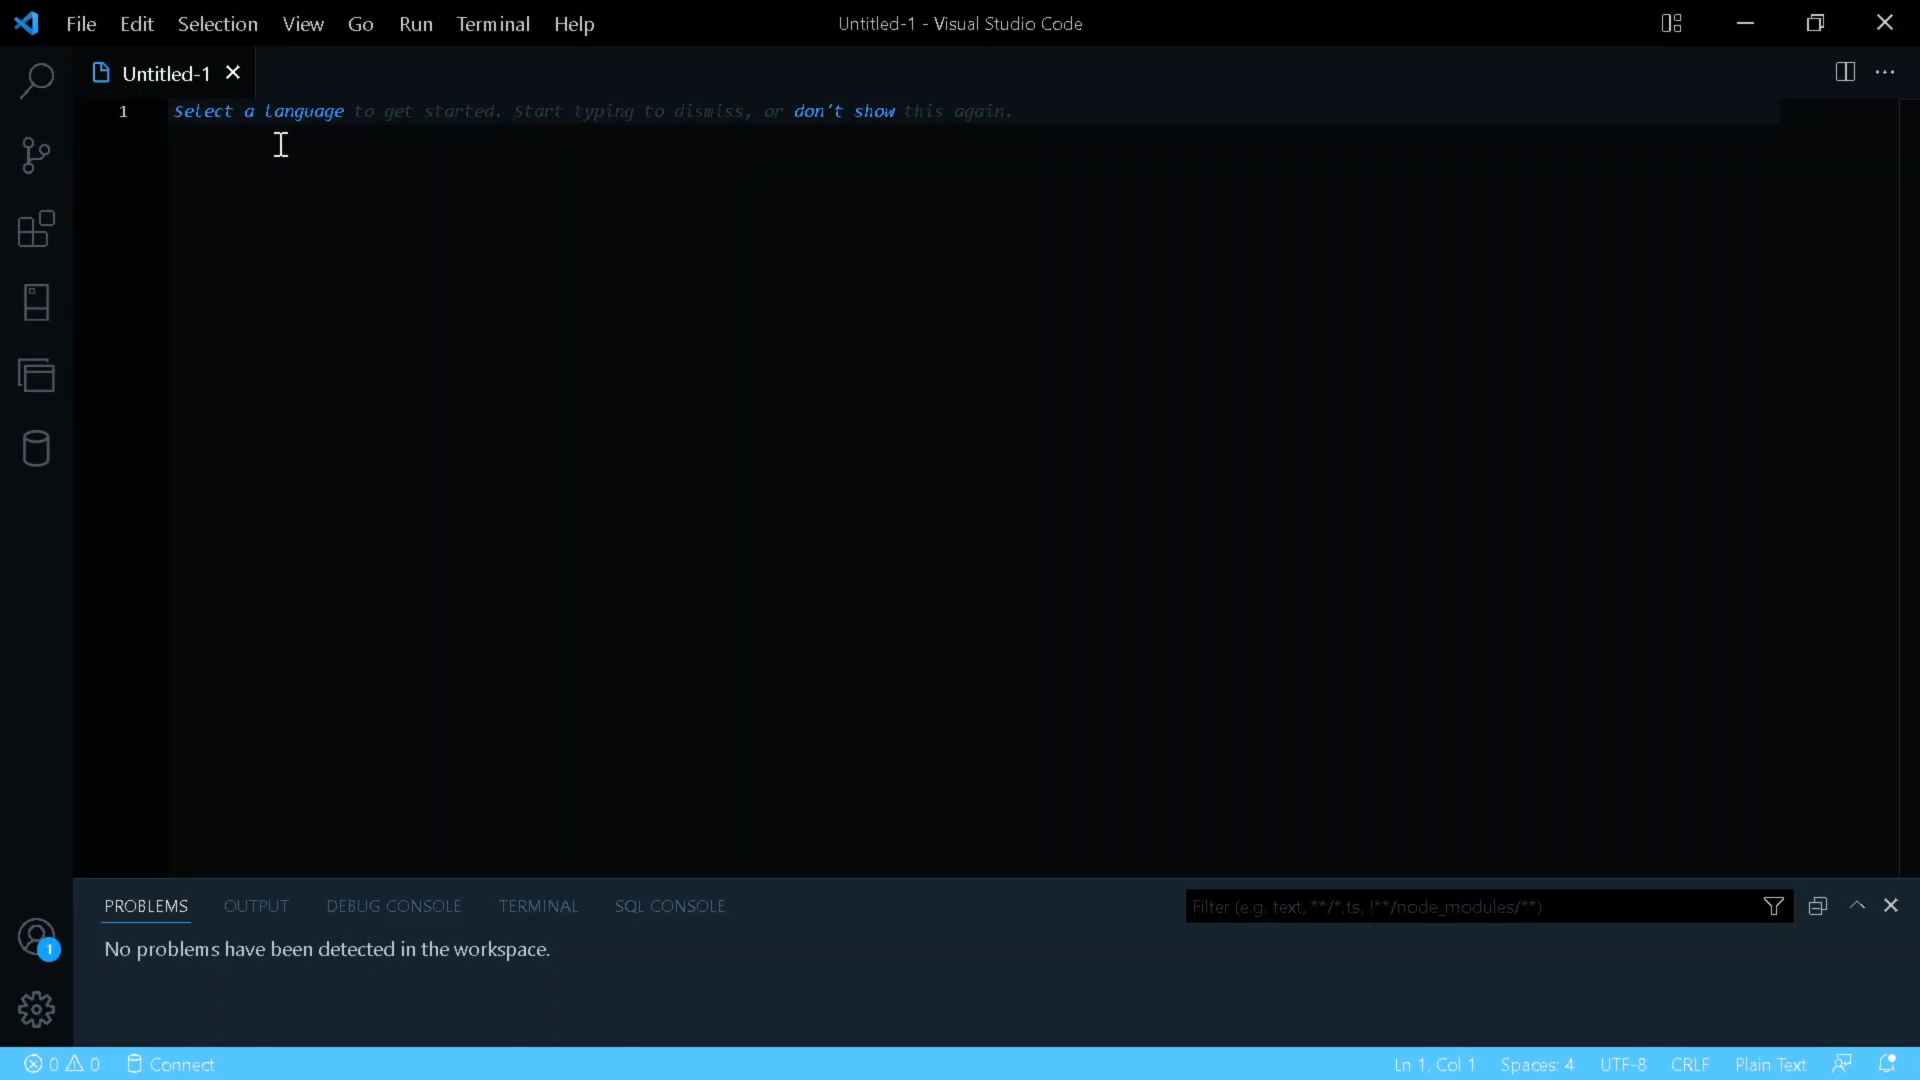 File Edit Selection View Go Run Terminal Help Untitled-1 - Visual Studio Code
Untitled-1
1 Select a language to get started. Start typing to dismiss, or don't show this again.
PROBLEMS OUTPUT DEBUG CONSOLE TERMINAL SQL CONSOLE Filter (e.g. text, **/*.ts, !**/node_modules/**)
No problems have been detected in the workspace.
1
0 0 Connect Ln 1, Col 1 Spaces: 4 UTF-8 CRLF Plain Text